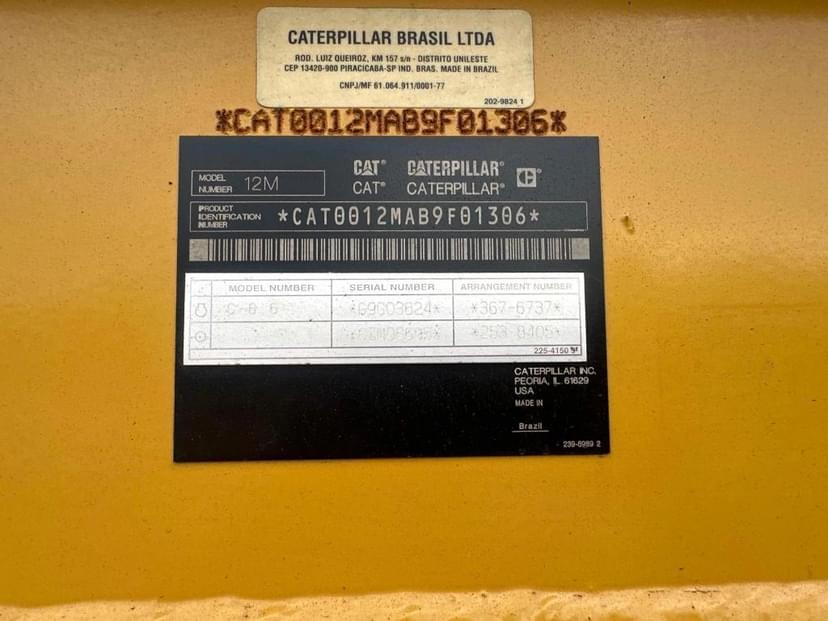 CATERPILLAR BRASIL LTDA
ROD. LUIZ QUEIROZ, KM 157 s/n - DISTRITO UNILESTE
CEP 13420-900 PIRACICABA-SP IND. BRAS. MADE IN BRAZIL
CNPJ/MF 61.064.911/0001-77
202-9824 1
*CAT0012MAB9F01306*
MODEL NUMBER 12M
CAT® CATERPILLAR®
CAT® CATERPILLAR®
PRODUCT IDENTIFICATION NUMBER *CAT0012MAB9F01306*
MODEL NUMBER SERIAL NUMBER ARRANGEMENT NUMBER
*G9G03824* *367-6737*
225-4150
CATERPILLAR INC.
PEORIA, IL 61629
USA
MADE IN
Brazil
239-6989 2